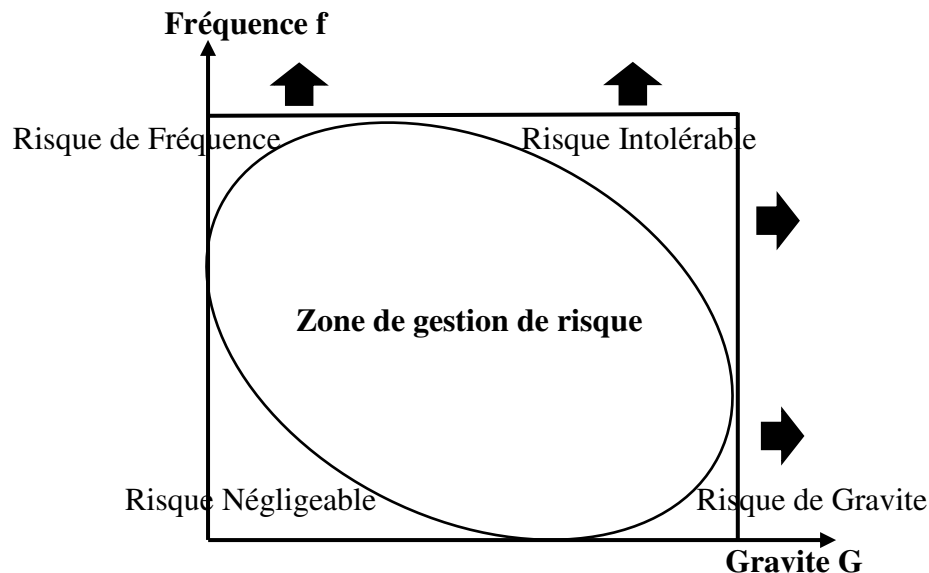 Fréquence f
Risque de Fréquence
Risque Intolérable
Zone de gestion de risque
Risque Négligeable
Risque de Gravite
Gravite G